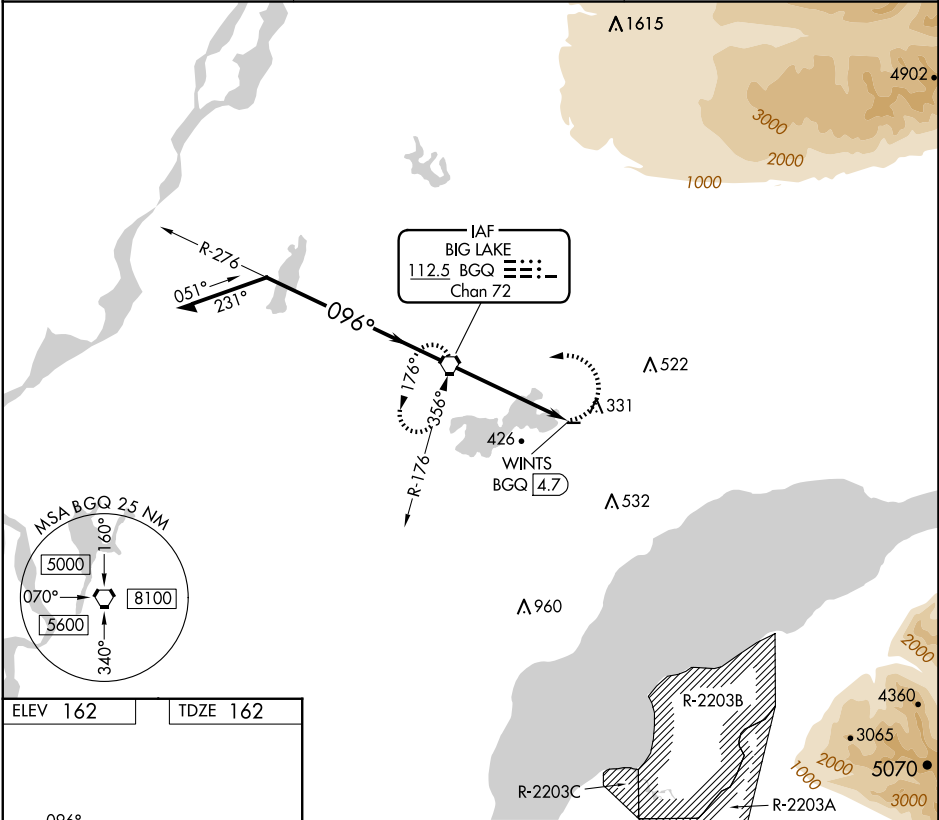 1615
4902
3000
2000
1000
IAF
BIG LAKE
112.5 BGQ
Chan 72
R-276
051°
231°
096°
176°
356°
R-176
522
331
426
WINTS
BGQ 4.7
532
MSA BGQ 25 NM
160°
5000
070°
8100
5600
340°
960
2000
4360
3065
5070
1000
2000
3000
R-2203B
R-2203C
R-2203A
ELEV 162
TDZE 162
096°